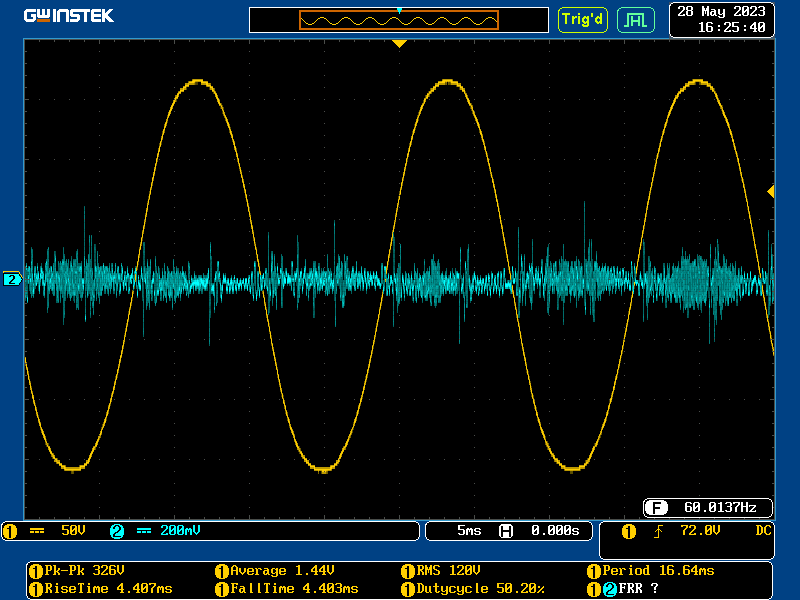 GWINSTEK
Trig'd
28 May 2023
16:25:40
2
F 60.0137Hz
1 50V 2 200mV
5ms H 0.000s
1 72.0V DC
1 Pk-Pk 326V 1 Average 1.44V 1 RMS 120V 1 Period 16.64ms
1 RiseTime 4.407ms 1 FallTime 4.403ms 1 Dutycycle 50.20% 1 2 FRR ?